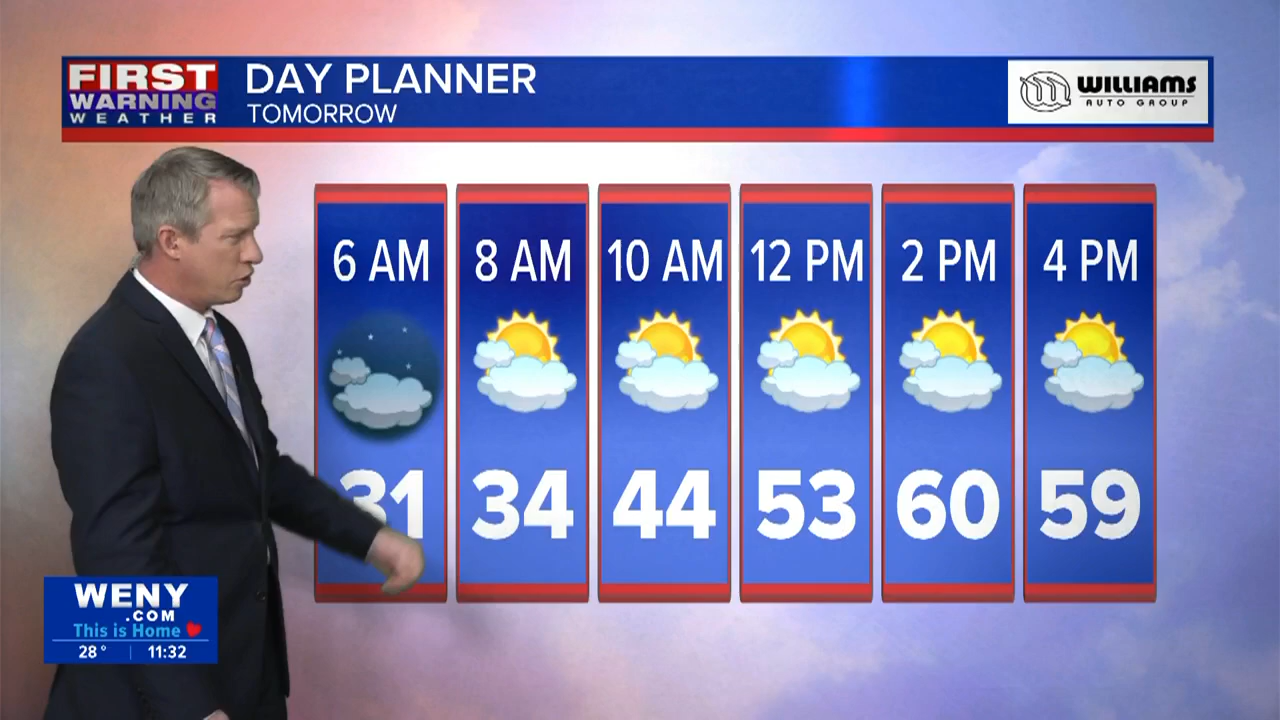 FIRST
WARNING
WEATHER
DAY PLANNER
TOMORROW
WILLIAMS
AUTO GROUP
6 AM
8 AM
10 AM
12 PM
2 PM
4 PM
31
34
44
53
60
59
WENY
.COM
This is Home
28° | 11:32